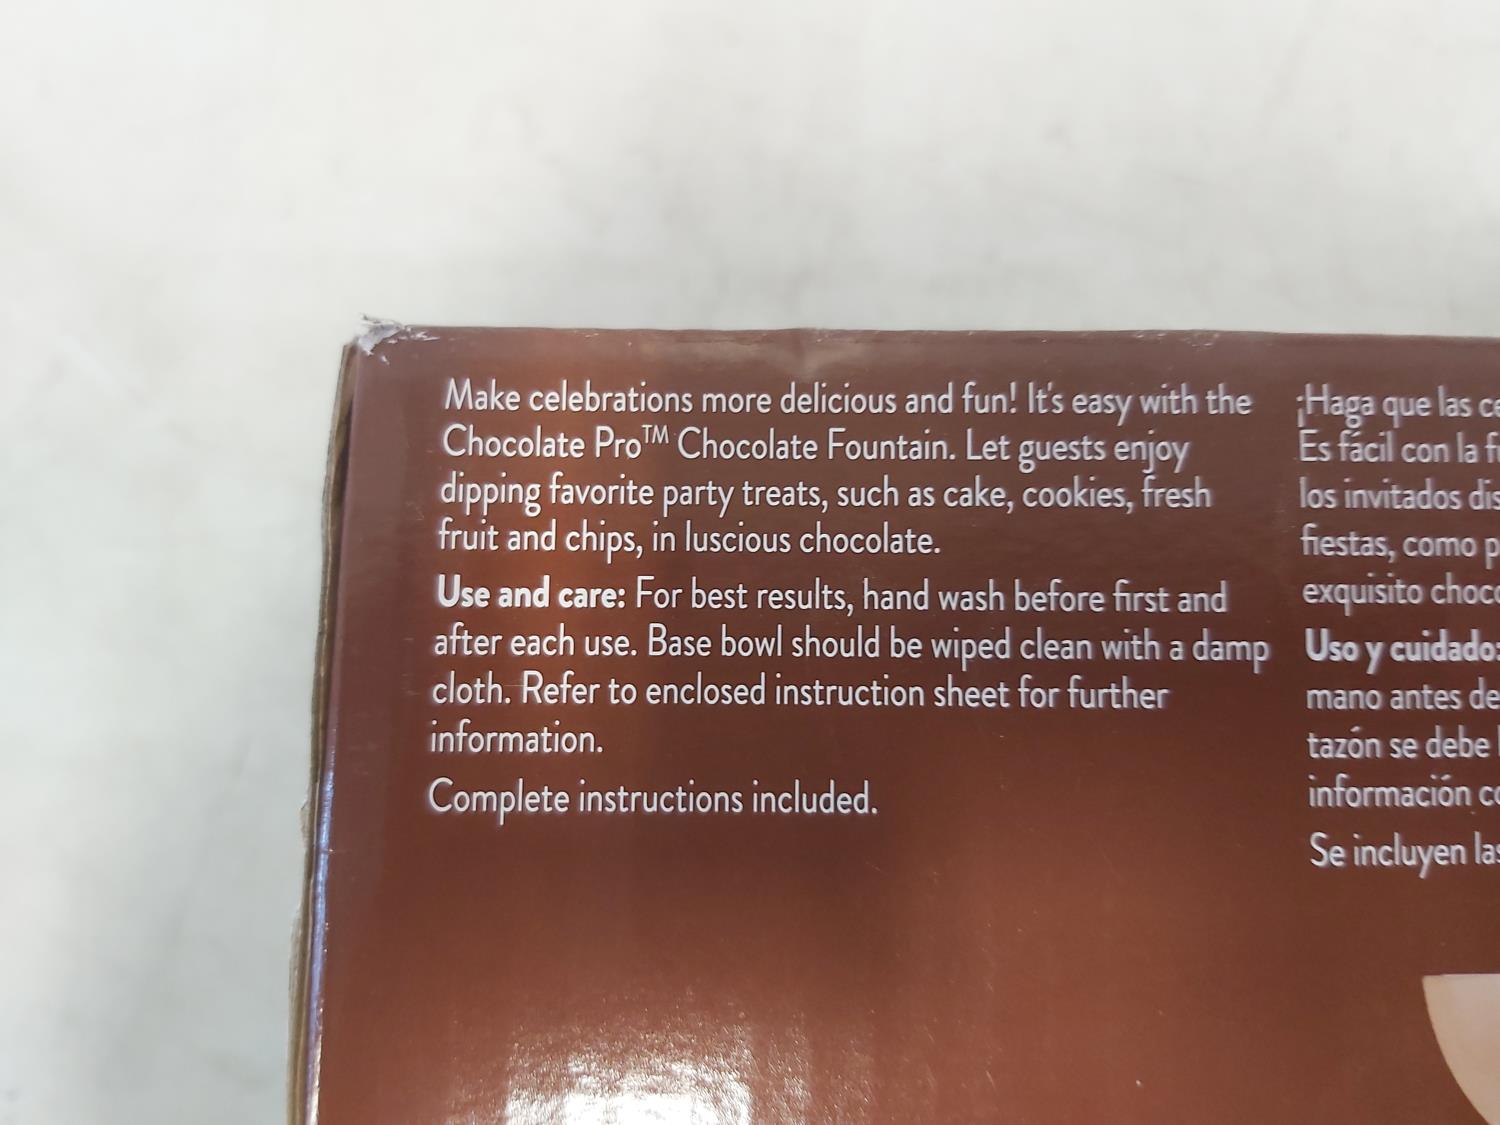 Make celebrations more delicious and fun! It's easy with the
Chocolate Pro™ Chocolate Fountain. Let guests enjoy
dipping favorite party treats, such as cake, cookies, fresh
fruit and chips, in luscious chocolate.
Use and care: For best results, hand wash before first and
after each use. Base bowl should be wiped clean with a damp
cloth. Refer to enclosed instruction sheet for further
information.
Complete instructions included.
¡Haga que las
Es fácil con la
los invitados
fiestas, como
exquisito
Uso y cuidado:
mano antes de
tazón se debe
información
Se incluyen